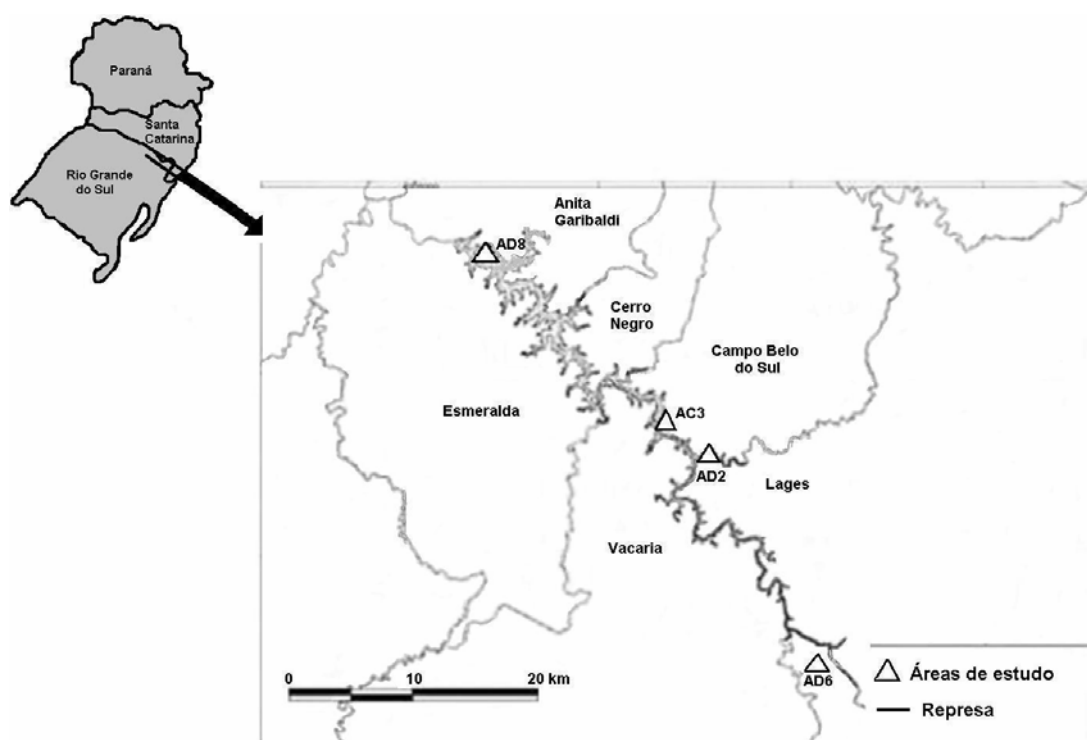 Paraná
Santa
Catarina
Rio Grande
do Sul
Anita
Garibaldi
AD8
Cerro
Negro
Campo Belo
do Sul
Esmeralda
AC3
AD2
Lages
Vacaria
AD6
0 10 20 km
Áreas de estudo
Represa